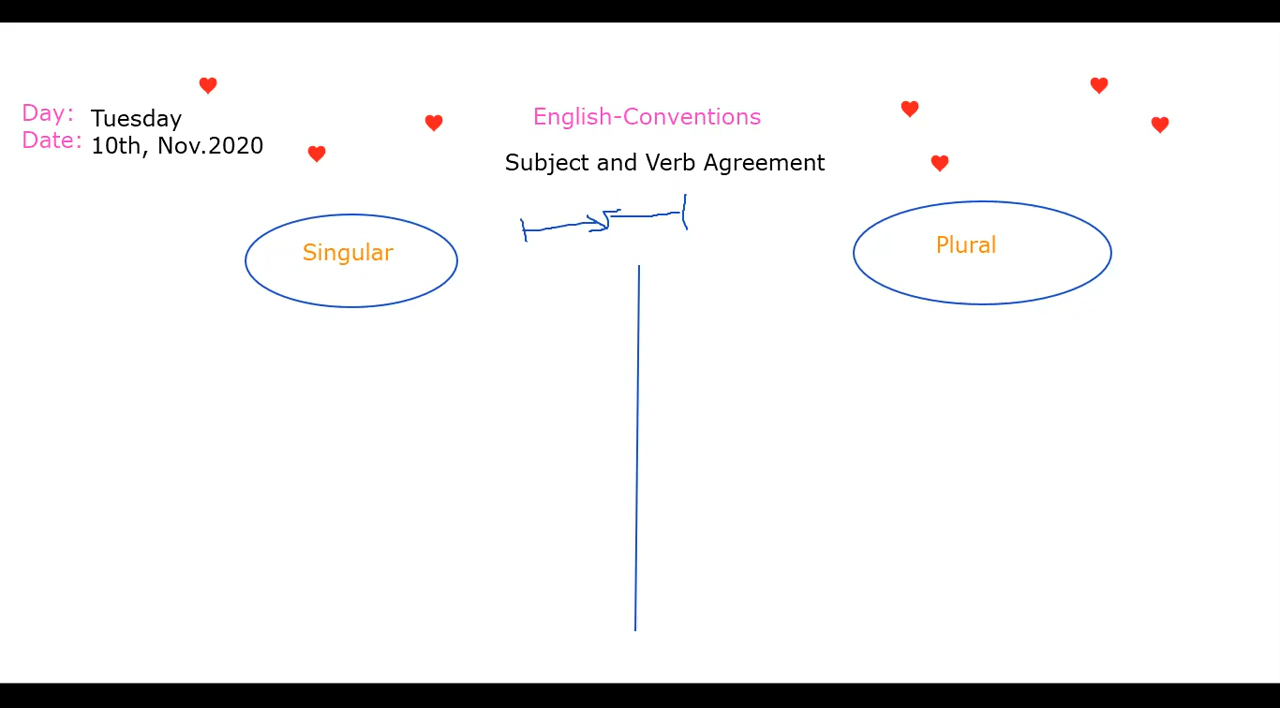 Day: Tuesday
Date: 10th, Nov.2020
English-Conventions
Subject and Verb Agreement
Singular
Plural